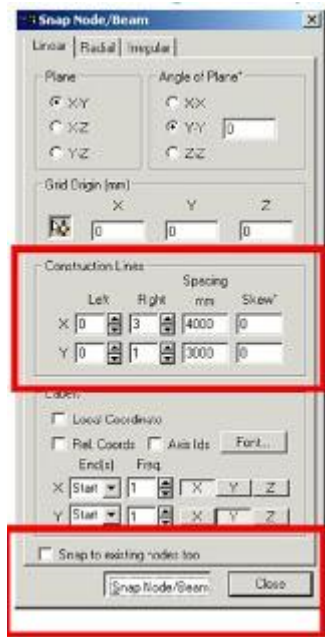 Snap Node/Beam
Linear Radial Irregular
Plane
Angle of Plane°
X-Y
X-X
X-Z
Y-Y 0
Y-Z
Z-Z
Grid Origin (mm)
X Y Z
0 0 0
Construction Lines
Spacing
Left Right mm Skew°
X 0 3 4000 0
Y 0 1 3000 0
Labels
Local Coordinate
Rel. Coords Axis Ids Font...
End(s) Freq.
X Start 1 X Y Z
Y Start 1 X Y Z
Snap to existing nodes too
Snap Node/Beam Close